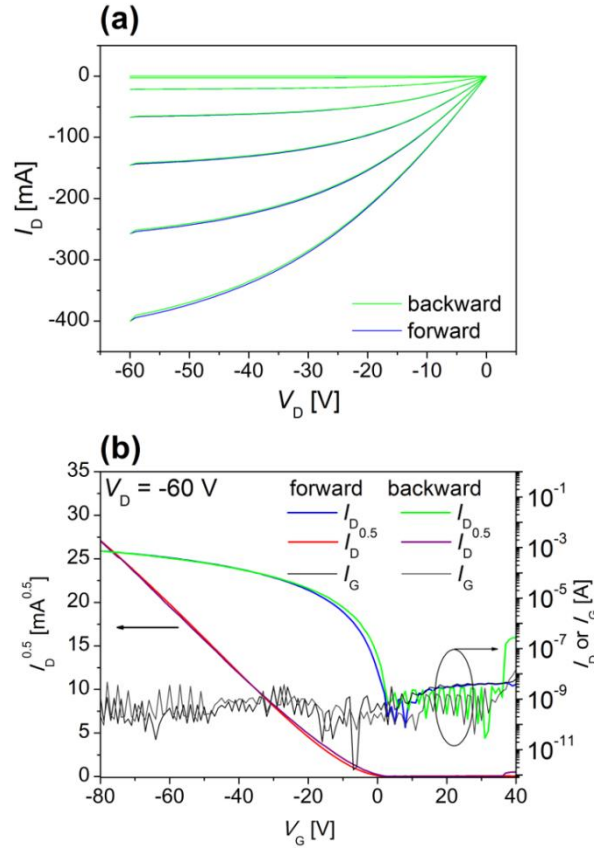 (a)
0
-100
-200
-300
-400
I_D [mA]
backward
forward
-60 -50 -40 -30 -20 -10 0
V_D [V]
(b)
V_D = -60 V
forward backward
I_D I_D
I_D^0.5 I_D^0.5
I_G I_G
35
30
25
20
15
10
5
0
I_D^0.5 [mA^0.5]
10^-1
10^-3
10^-5
10^-7
10^-9
10^-11
I_D or I_G [A]
-80 -60 -40 -20 0 20 40
V_G [V]